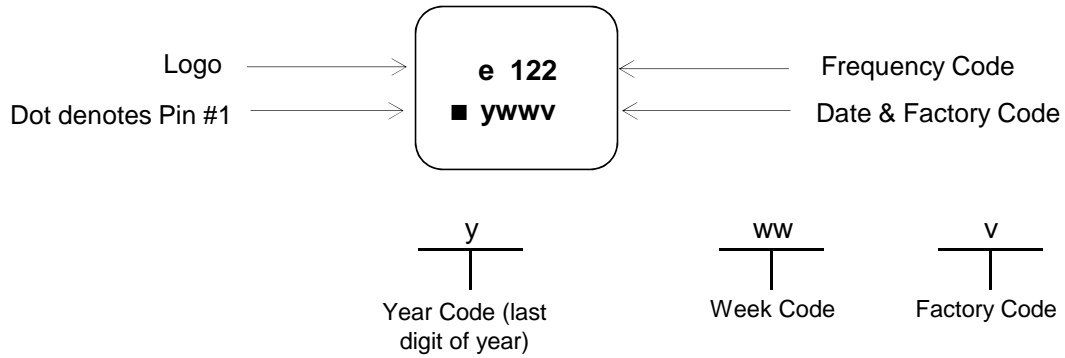 Logo
e 122
Frequency Code
Dot denotes Pin #1
■ ywwv
Date & Factory Code
y
ww
v
Year Code (last
digit of year)
Week Code
Factory Code